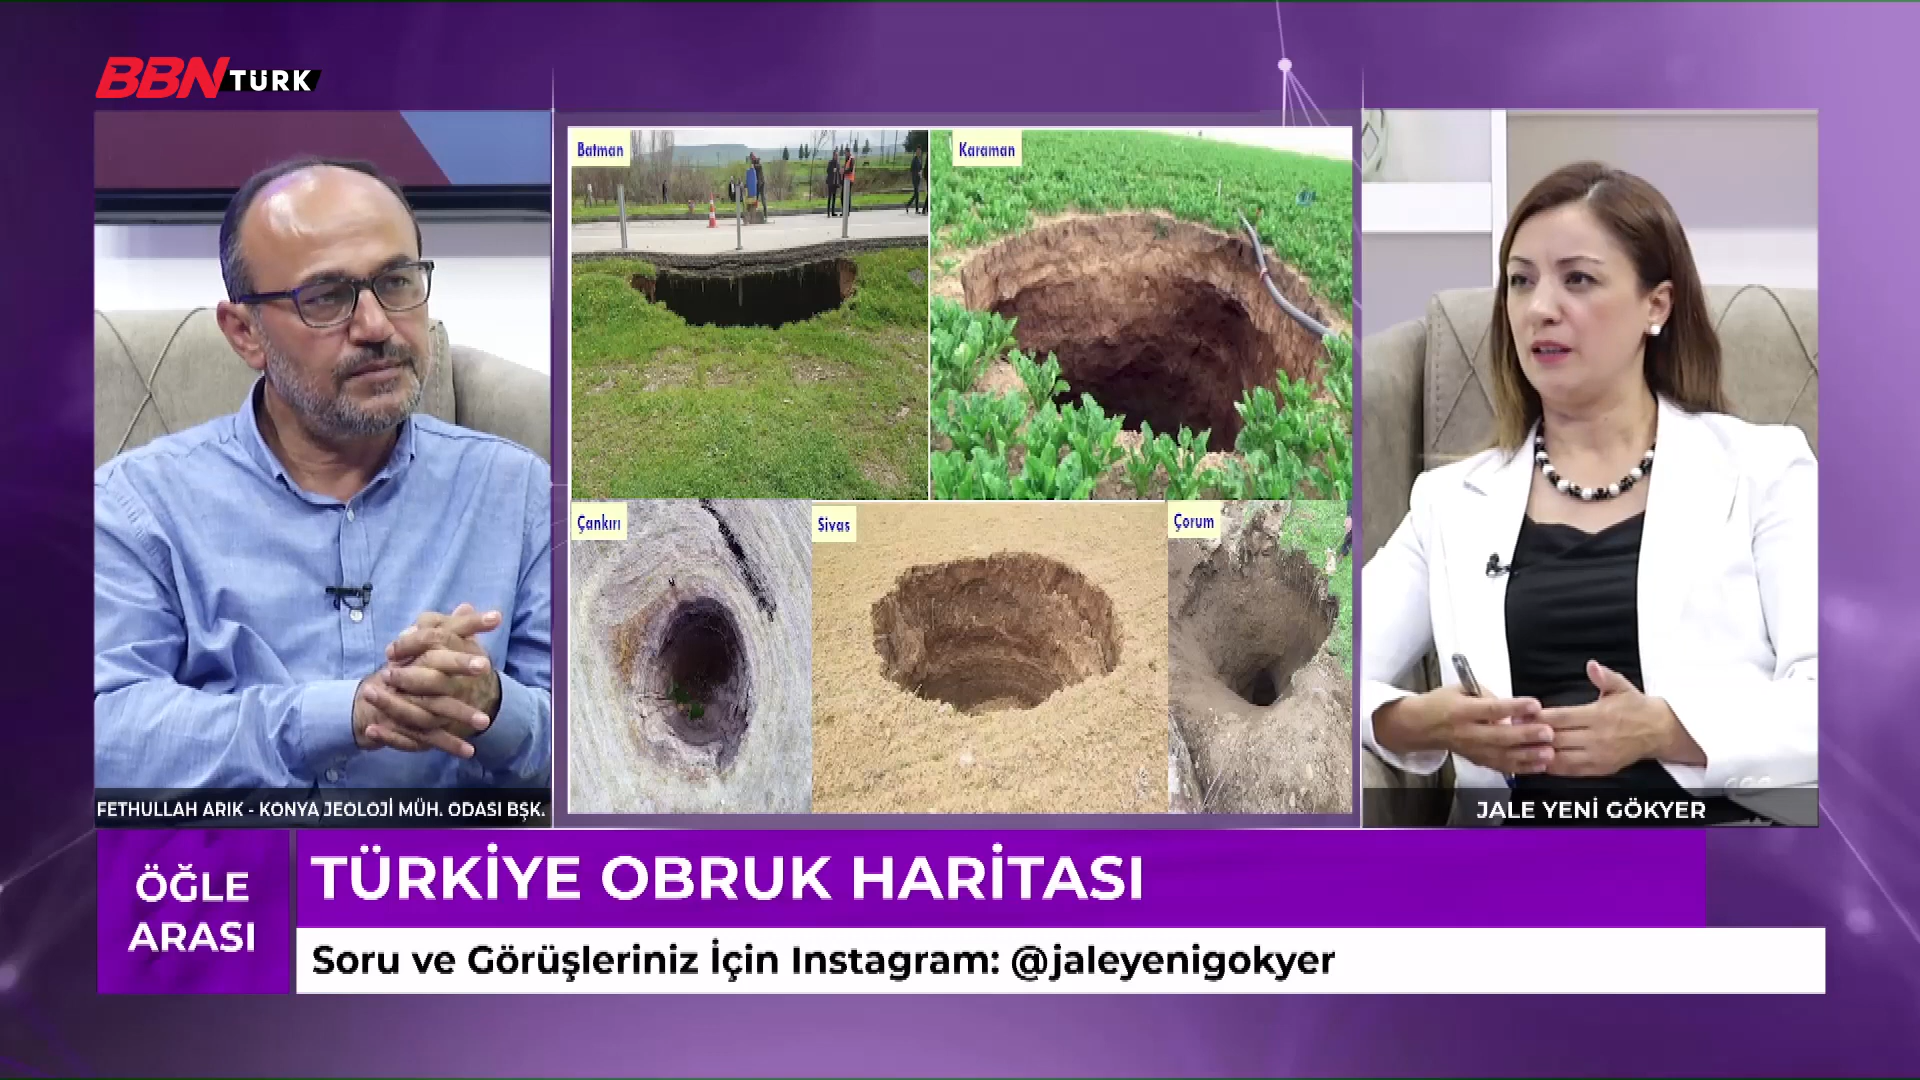 BBN TÜRK
Batman
Karaman
Çankırı
Sivas
Çorum
FETHULLAH ARIK - KONYA JEOLOJİ MÜH. ODASI BŞK.
JALE YENİ GÖKYER
ÖĞLE
ARASI
TÜRKİYE OBRUK HARİTASI
Soru ve Görüşleriniz İçin Instagram: @jaleyenigokyer